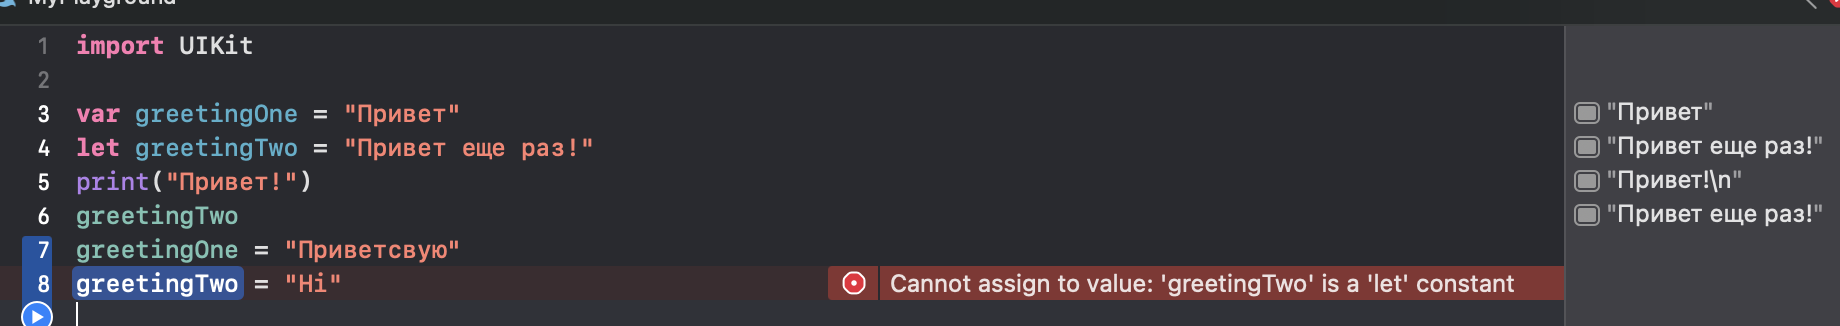 MyPlayground
1 import UIKit
2
3 var greetingOne = "Привет" "Привет"
4 let greetingTwo = "Привет еще раз!" "Привет еще раз!"
5 print("Привет!") "Привет!\n"
6 greetingTwo "Привет еще раз!"
7 greetingOne = "Приветсвую"
8 greetingTwo = "Hi" Cannot assign to value: 'greetingTwo' is a 'let' constant